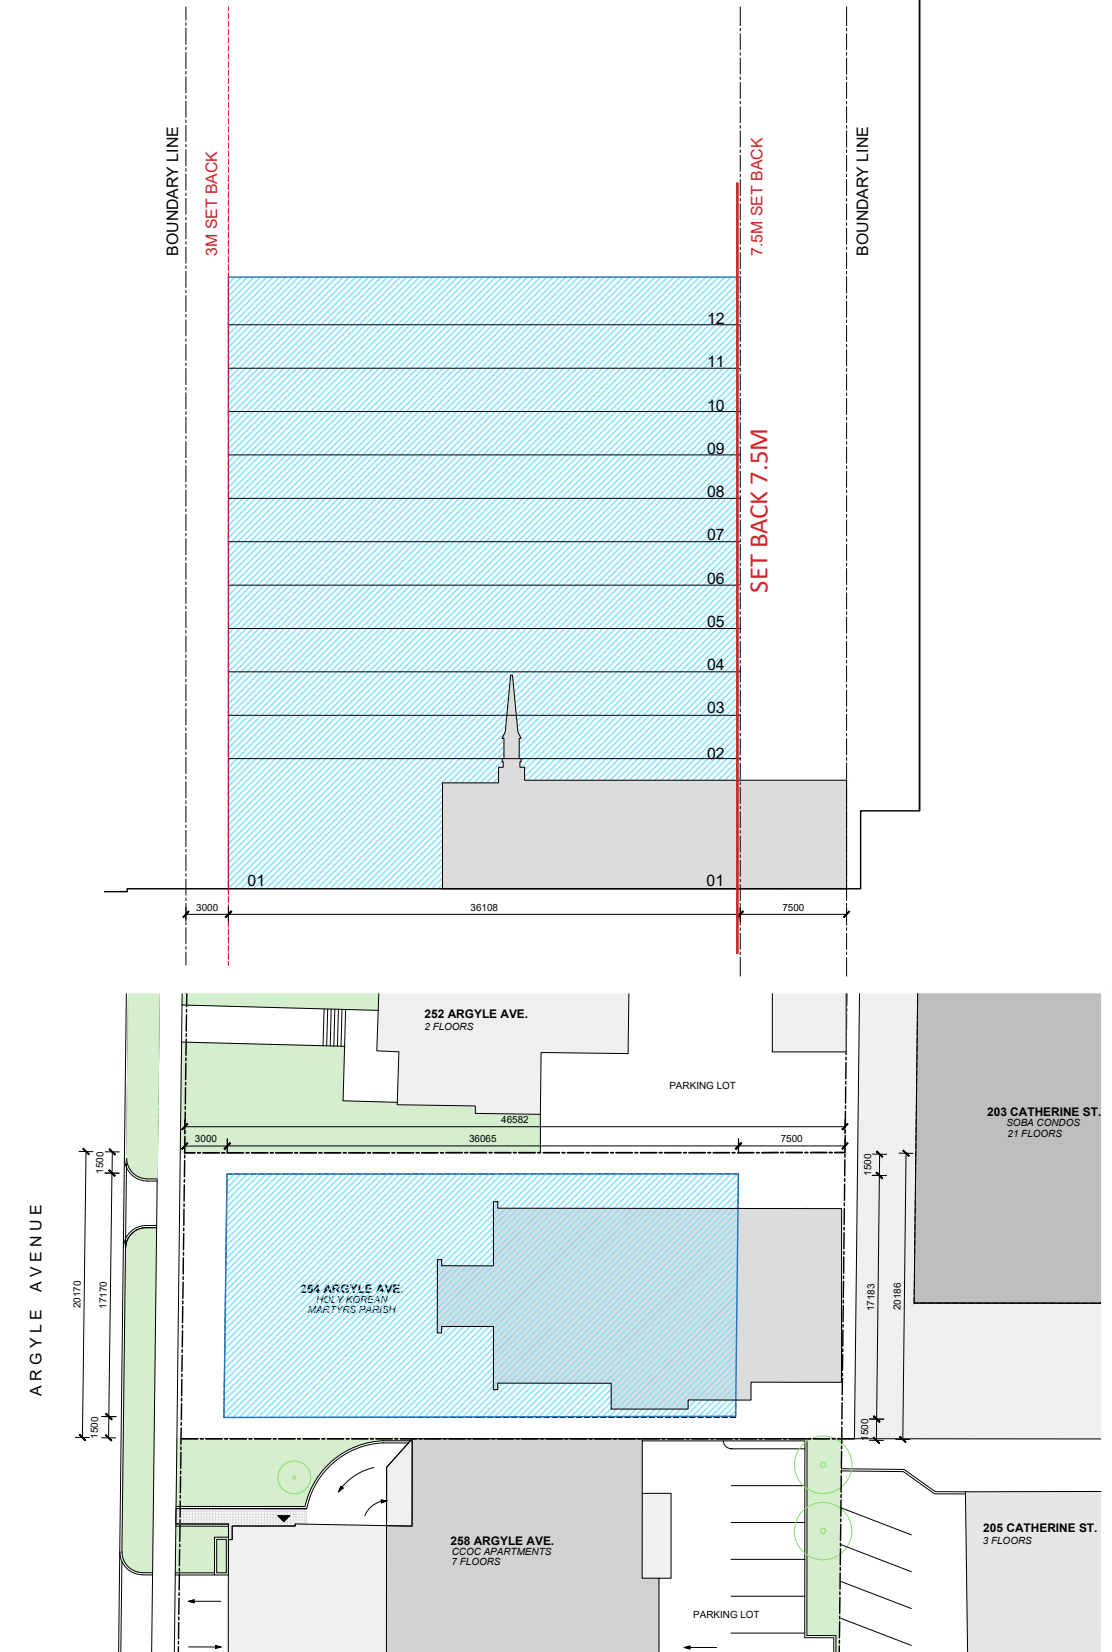 BOUNDARY LINE
3M SET BACK
7.5M SET BACK
BOUNDARY LINE
12
11
10
09
08
07
06
05
04
03
02
SET BACK 7.5M
01
01
3000
36108
7500
252 ARGYLE AVE.
2 FLOORS
PARKING LOT
46582
3000
36065
7500
203 CATHERINE ST.
SOBA CONDOS
21 FLOORS
ARGYLE AVENUE
20170
1500
17170
1500
254 ARGYLE AVE.
HOLY KOREAN
MARTYRS PARISH
1500
17183
1500
20186
258 ARGYLE AVE.
CCOC APARTMENTS
7 FLOORS
PARKING LOT
205 CATHERINE ST.
3 FLOORS